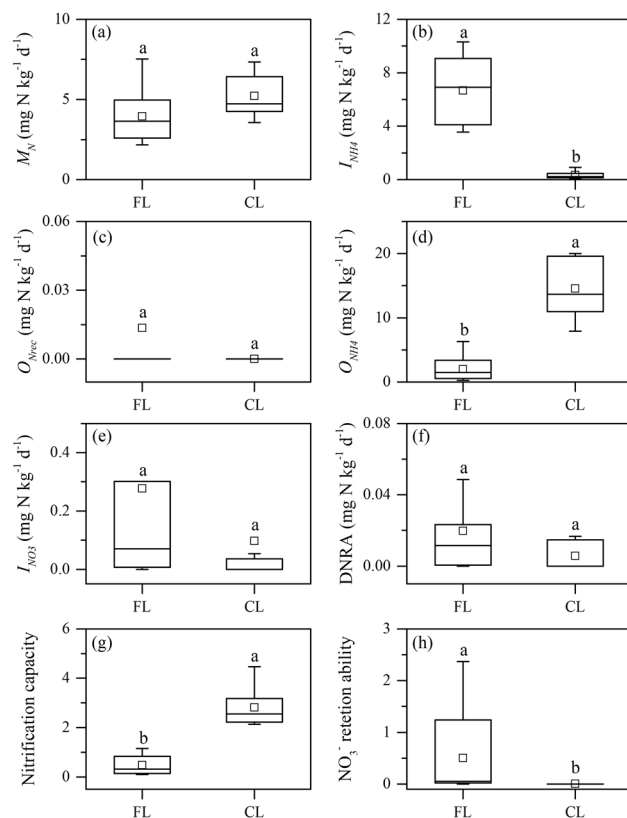 (a)
a
a
10
5
0
M_N (mg N kg⁻¹ d⁻¹)
FL CL
(b)
a
b
12
8
4
0
I_NH4 (mg N kg⁻¹ d⁻¹)
FL CL
(c)
a
a
0.06
0.03
0.00
O_Nrec (mg N kg⁻¹ d⁻¹)
FL CL
(d)
b
a
20
10
0
O_NH4 (mg N kg⁻¹ d⁻¹)
FL CL
(e)
a
a
0.4
0.2
0.0
I_NO3 (mg N kg⁻¹ d⁻¹)
FL CL
(f)
a
a
0.08
0.04
0.00
DNRA (mg N kg⁻¹ d⁻¹)
FL CL
(g)
b
a
6
4
2
0
Nitrification capacity
FL CL
(h)
a
b
3
2
1
0
NO₃⁻ retetion ability
FL CL